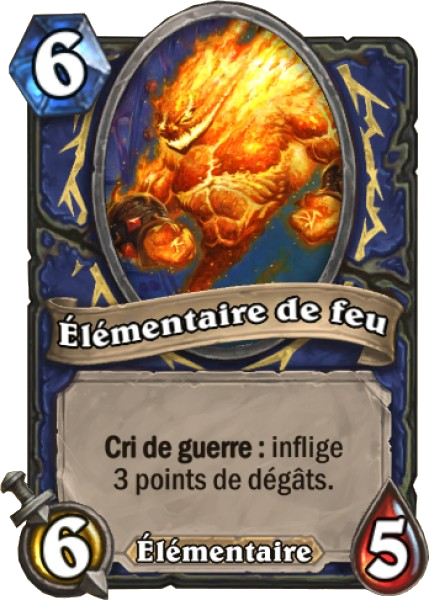 6
Élémentaire de feu
Cri de guerre : inflige
3 points de dégâts.
6
Élémentaire
5